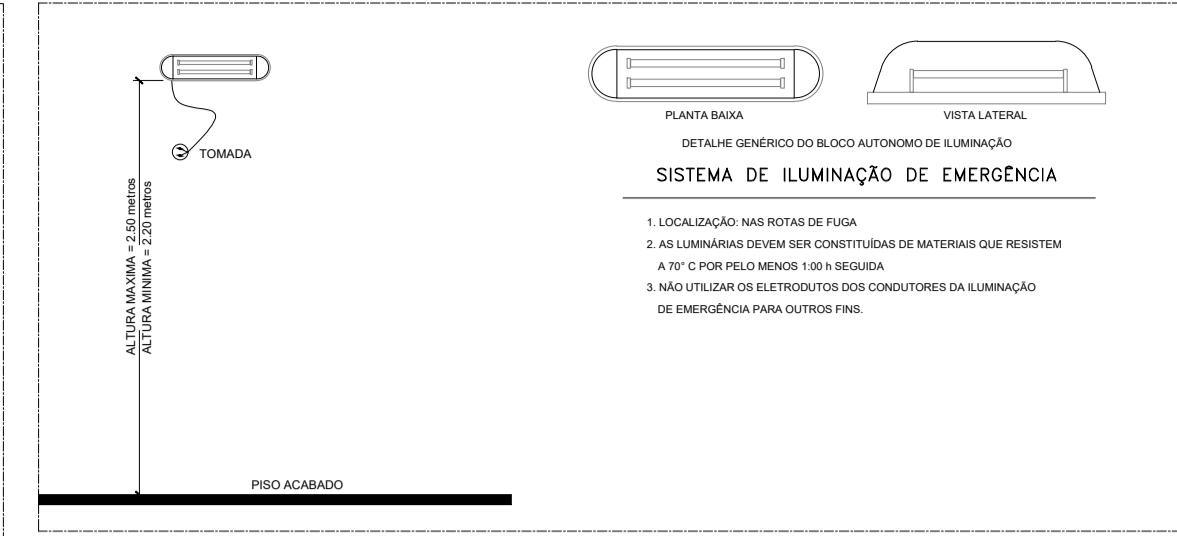 TOMADA
ALTURA MAXIMA = 2.50 metros
ALTURA MINIMA = 2.20 metros
PISO ACABADO
PLANTA BAIXA
VISTA LATERAL
DETALHE GENÉRICO DO BLOCO AUTONOMO DE ILUMINAÇÃO
SISTEMA DE ILUMINAÇÃO DE EMERGÊNCIA
1. LOCALIZAÇÃO: NAS ROTAS DE FUGA
2. AS LUMINÁRIAS DEVEM SER CONSTITUÍDAS DE MATERIAIS QUE RESISTEM
A 70° C POR PELO MENOS 1:00 h SEGUIDA
3. NÃO UTILIZAR OS ELETRODUTOS DOS CONDUTORES DA ILUMINAÇÃO
DE EMERGÊNCIA PARA OUTROS FINS.